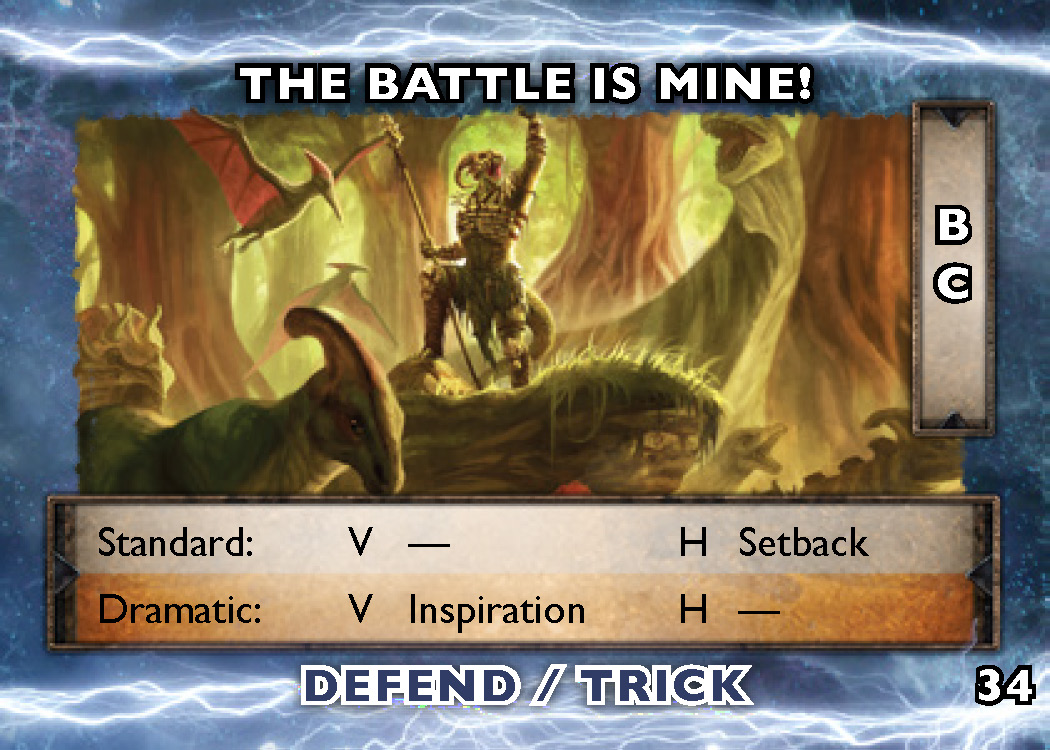 THE BATTLE IS MINE!
B
C
Standard: V — H Setback
Dramatic: V Inspiration H —
DEFEND / TRICK
34